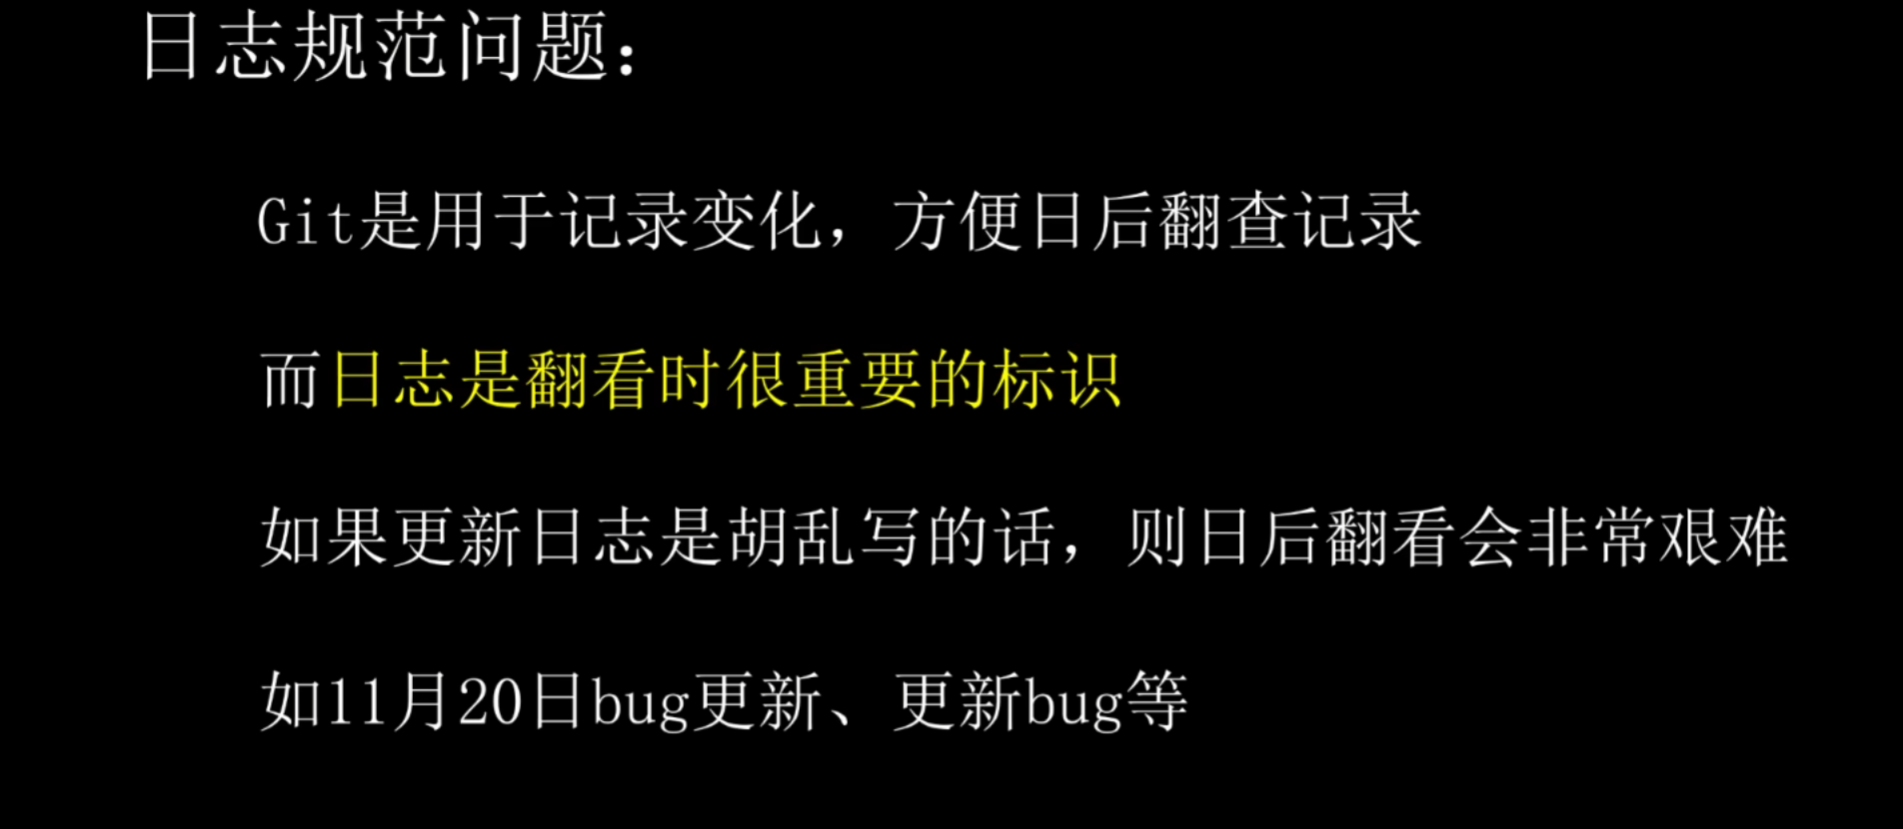 日志规范问题：
Git是用于记录变化，方便日后翻查记录
而日志是翻看时很重要的标识
如果更新日志是胡乱写的话，则日后翻看会非常艰难
如11月20日bug更新、更新bug等